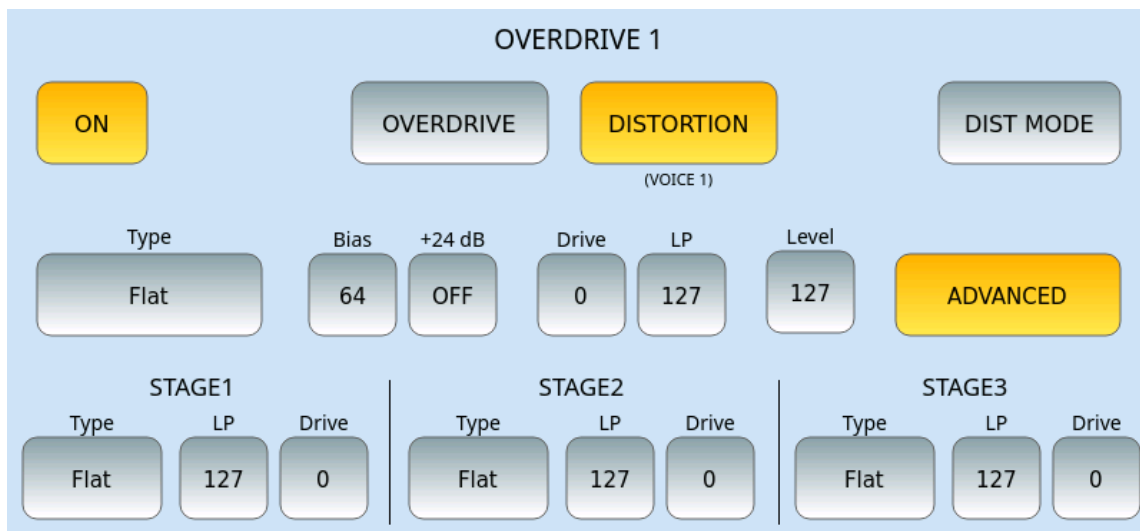 OVERDRIVE 1
ON OVERDRIVE DISTORTION DIST MODE
(VOICE 1)
Type Bias +24 dB Drive LP Level
Flat 64 OFF 0 127 127 ADVANCED
STAGE1 STAGE2 STAGE3
Type LP Drive Type LP Drive Type LP Drive
Flat 127 0 Flat 127 0 Flat 127 0